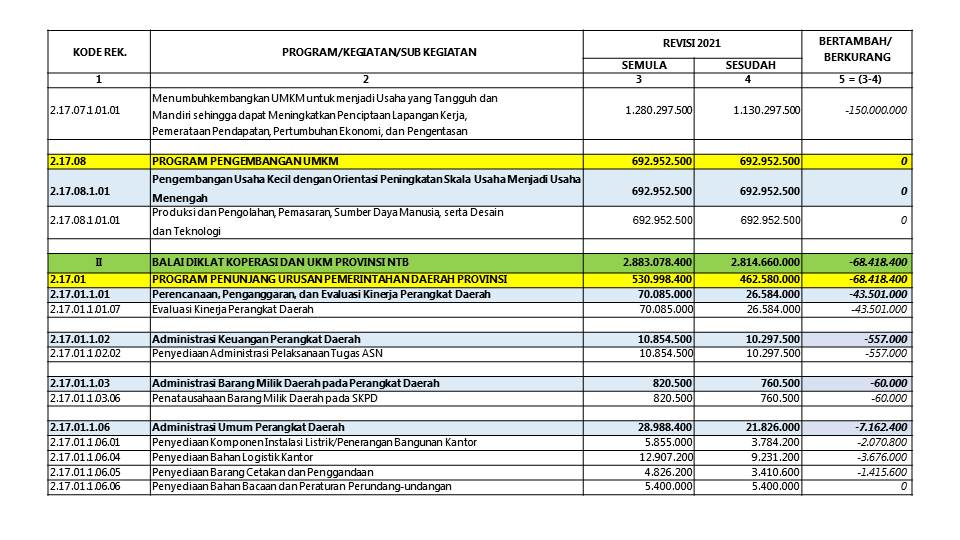 KODE REK. PROGRAM/KEGIATAN/SUB KEGIATAN REVISI 2021 BERTAMBAH/
BERKURANG
SEMULA SESUDAH
1 2 3 4 5 = (3-4)
2.17.07.1.01.01 Menumbuhkembangkan UMKM untuk menjadi Usaha yang Tangguh dan
Mandiri sehingga dapat Meningkatkan Penciptaan Lapangan Kerja, 1.280.297.500 1.130.297.500 -150.000.000
Pemerataan Pendapatan, Pertumbuhan Ekonomi, dan Pengentasan
2.17.08 PROGRAM PENGEMBANGAN UMKM 692.952.500 692.952.500 0
2.17.08.1.01 Pengembangan Usaha Kecil dengan Orientasi Peningkatan Skala Usaha Menjadi Usaha
Menengah 692.952.500 692.952.500 0
2.17.08.1.01.01 Produksi dan Pengolahan, Pemasaran, Sumber Daya Manusia, serta Desain
dan Teknologi 692.952.500 692.952.500 0
II BALAI DIKLAT KOPERASI DAN UKM PROVINSI NTB 2.883.078.400 2.814.660.000 -68.418.400
2.17.01 PROGRAM PENUNJANG URUSAN PEMERINTAHAN DAERAH PROVINSI 530.998.400 462.580.000 -68.418.400
2.17.01.1.01 Perencanaan, Penganggaran, dan Evaluasi Kinerja Perangkat Daerah 70.085.000 26.584.000 -43.501.000
2.17.01.1.01.07 Evaluasi Kinerja Perangkat Daerah 70.085.000 26.584.000 -43.501.000
2.17.01.1.02 Administrasi Keuangan Perangkat Daerah 10.854.500 10.297.500 -557.000
2.17.01.1.02.02 Penyediaan Administrasi Pelaksanaan Tugas ASN 10.854.500 10.297.500 -557.000
2.17.01.1.03 Administrasi Barang Milik Daerah pada Perangkat Daerah 820.500 760.500 -60.000
2.17.01.1.03.06 Penatausahaan Barang Milik Daerah pada SKPD 820.500 760.500 -60.000
2.17.01.1.06 Administrasi Umum Perangkat Daerah 28.988.400 21.826.000 -7.162.400
2.17.01.1.06.01 Penyediaan Komponen Instalasi Listrik/Penerangan Bangunan Kantor 5.855.000 3.784.200 -2.070.800
2.17.01.1.06.04 Penyediaan Bahan Logistik Kantor 12.907.200 9.231.200 -3.676.000
2.17.01.1.06.05 Penyediaan Barang Cetakan dan Penggandaan 4.826.200 3.410.600 -1.415.600
2.17.01.1.06.06 Penyediaan Bahan Bacaan dan Peraturan Perundang-undangan 5.400.000 5.400.000 0